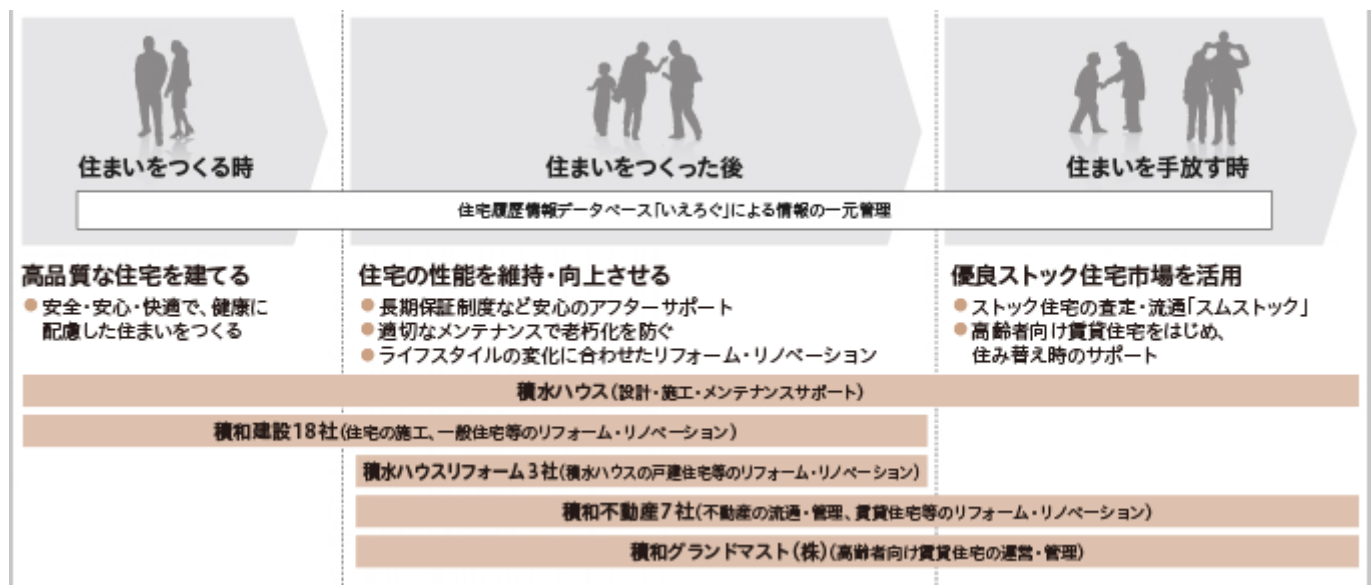 住まいをつくる時
住まいをつくった後
住まいを手放す時
住宅履歴情報データベース「いえろぐ」による情報の一元管理
高品質な住宅を建てる
●安全・安心・快適で、健康に
配慮した住まいをつくる
住宅の性能を維持・向上させる
●長期保証制度など安心のアフターサポート
●適切なメンテナンスで老朽化を防ぐ
●ライフスタイルの変化に合わせたリフォーム・リノベーション
優良ストック住宅市場を活用
●ストック住宅の査定・流通「スムストック」
●高齢者向け賃貸住宅をはじめ、
住み替え時のサポート
積水ハウス(設計・施工・メンテナンスサポート)
積和建設18社(住宅の施工、一般住宅等のリフォーム・リノベーション)
積水ハウスリフォーム3社(積水ハウスの戸建住宅等のリフォーム・リノベーション)
積和不動産7社(不動産の流通・管理、賃貸住宅等のリフォーム・リノベーション)
積和グランドマスト(株)(高齢者向け賃貸住宅の運営・管理)